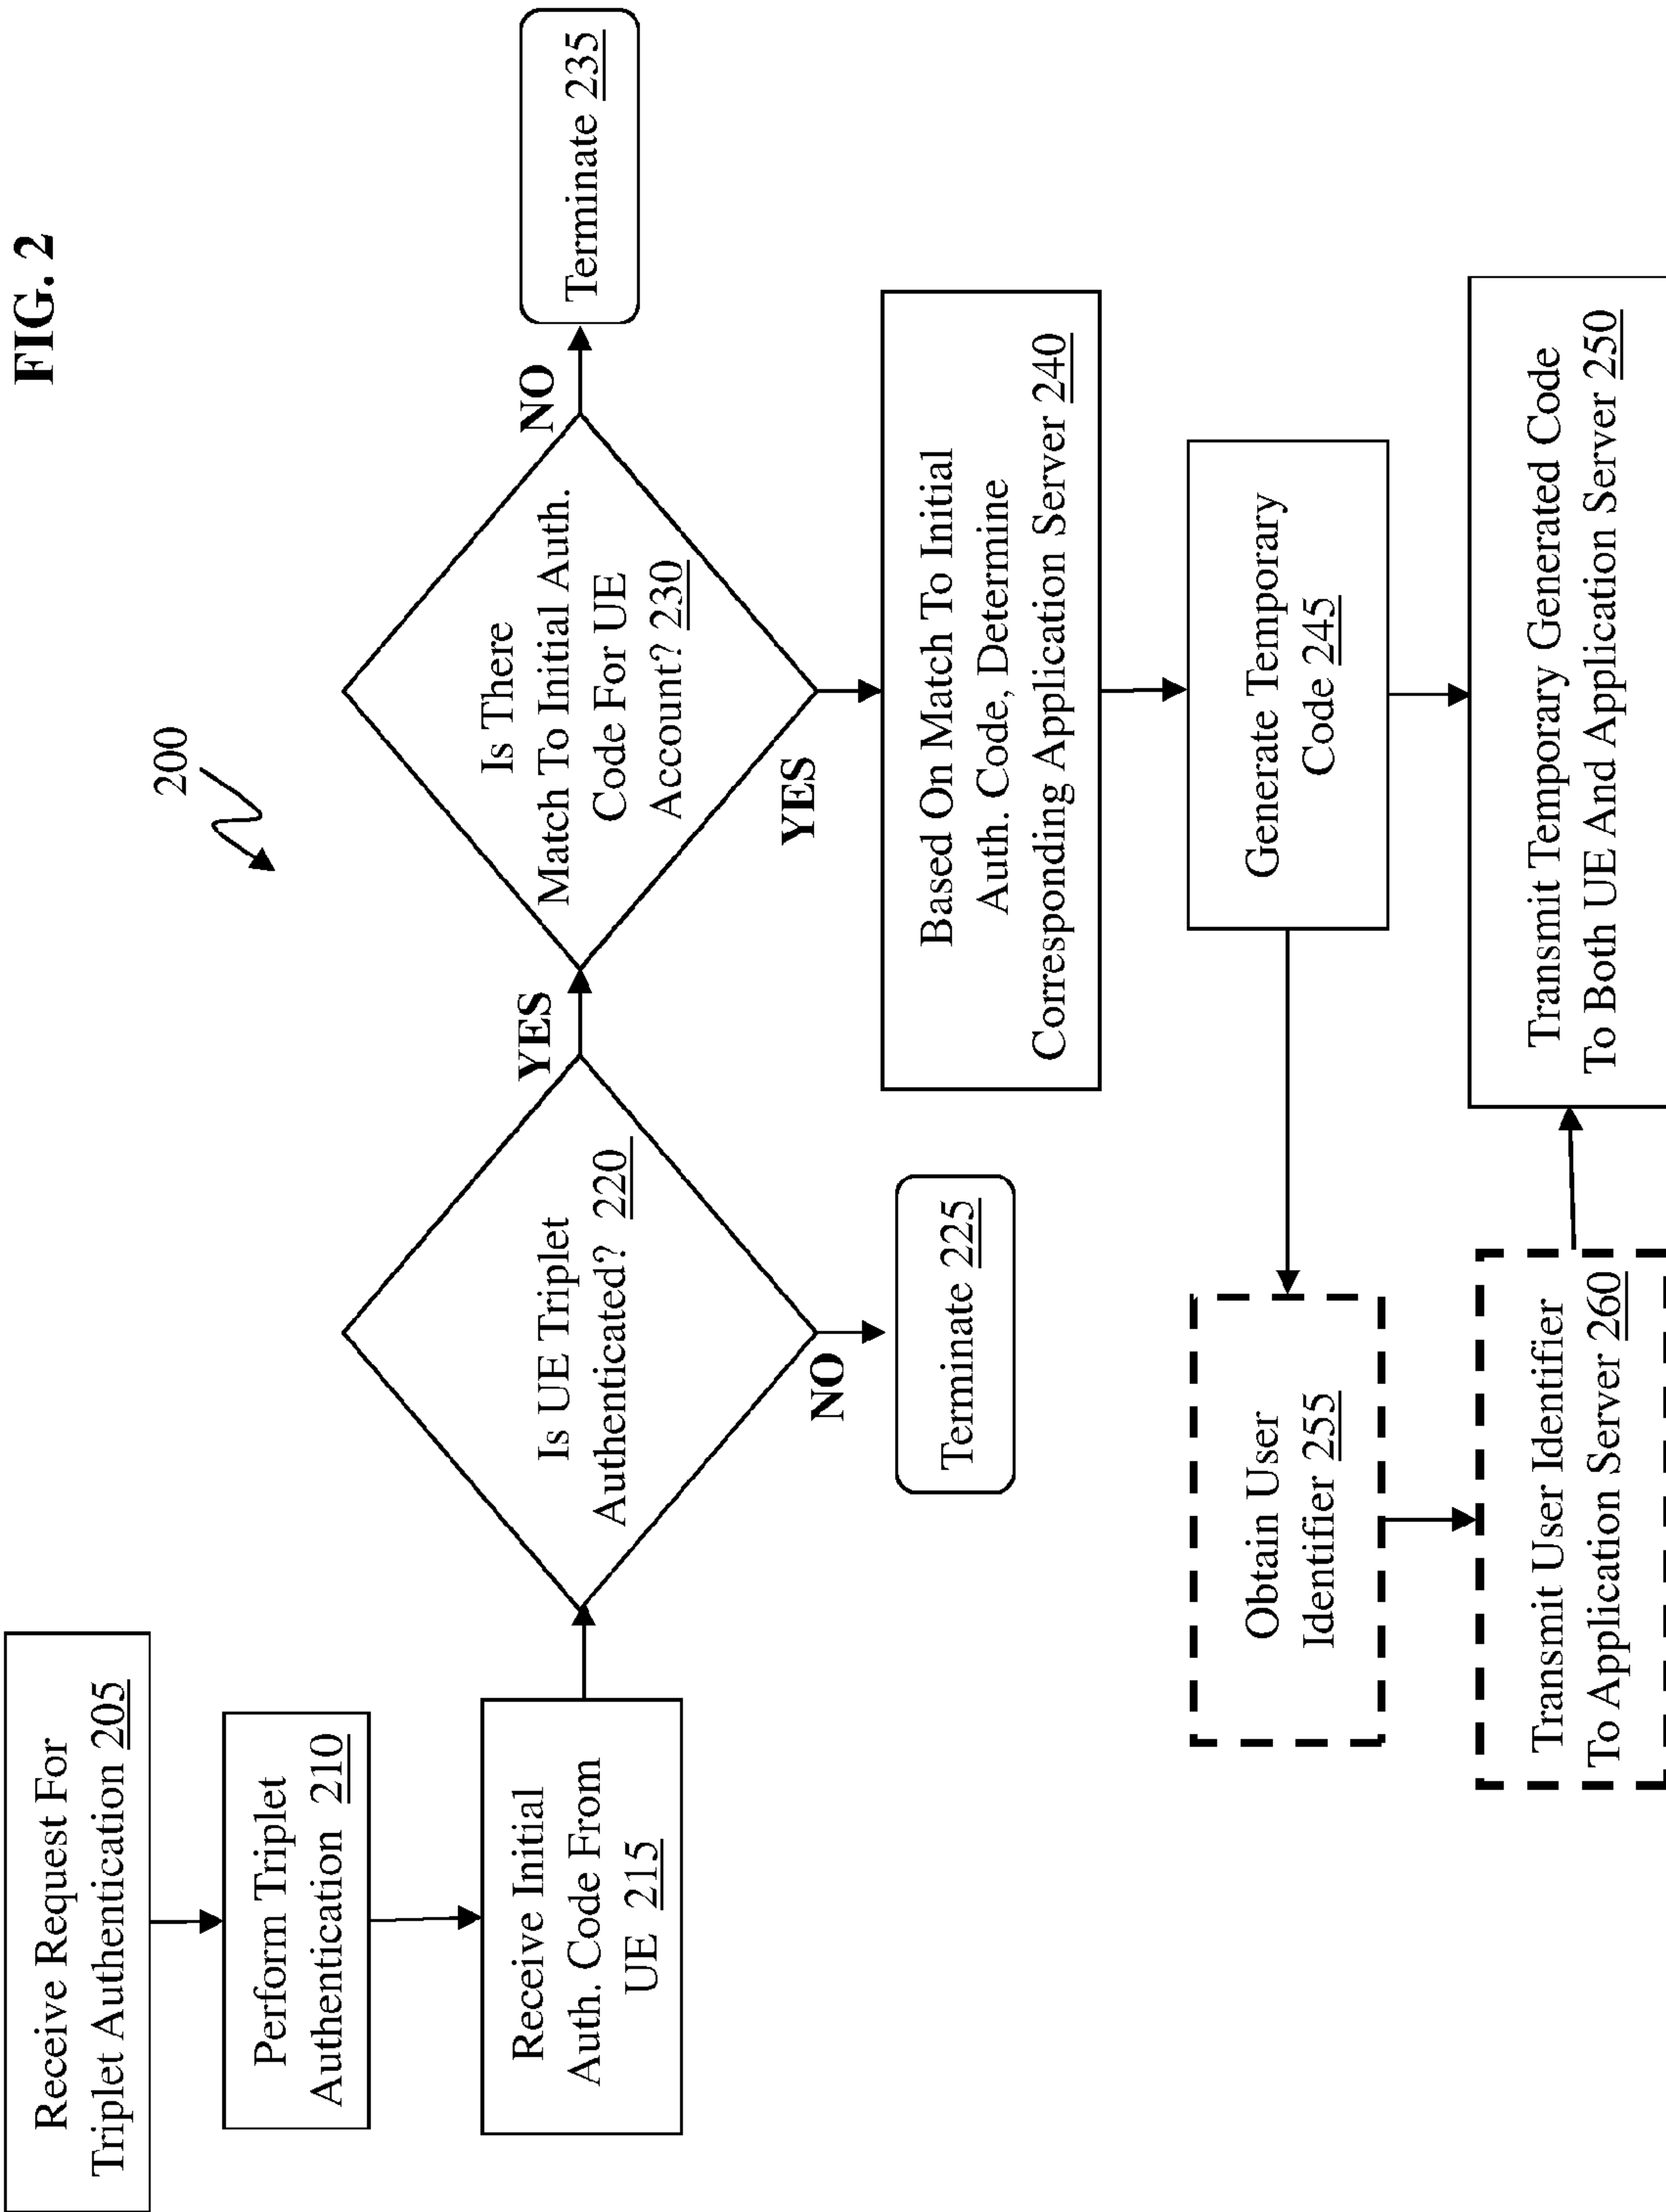 FIG. 2
200
Receive Request For
Triplet Authentication 205
Perform Triplet
Authentication 210
Receive Initial
Auth. Code From
UE 215
Is UE Triplet
Authenticated? 220
NO
Terminate 225
YES
Is There
Match To Initial Auth.
Code For UE
Account? 230
NO
Terminate 235
YES
Based On Match To Initial
Auth. Code, Determine
Corresponding Application Server 240
Generate Temporary
Code 245
Obtain User
Identifier 255
Transmit User Identifier
To Application Server 260
Transmit Temporary Generated Code
To Both UE And Application Server 250